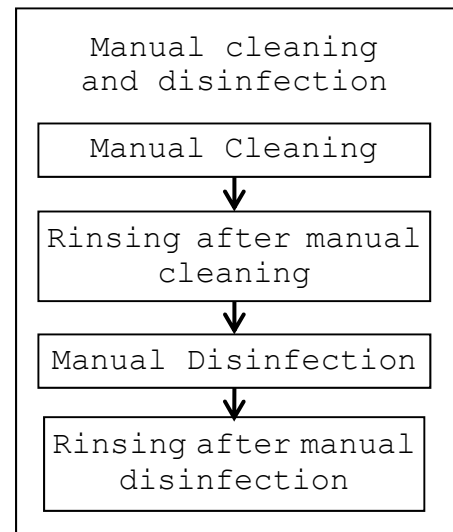 Manual cleaning
and disinfection
Manual Cleaning
Rinsing after manual
cleaning
Manual Disinfection
Rinsing after manual
disinfection